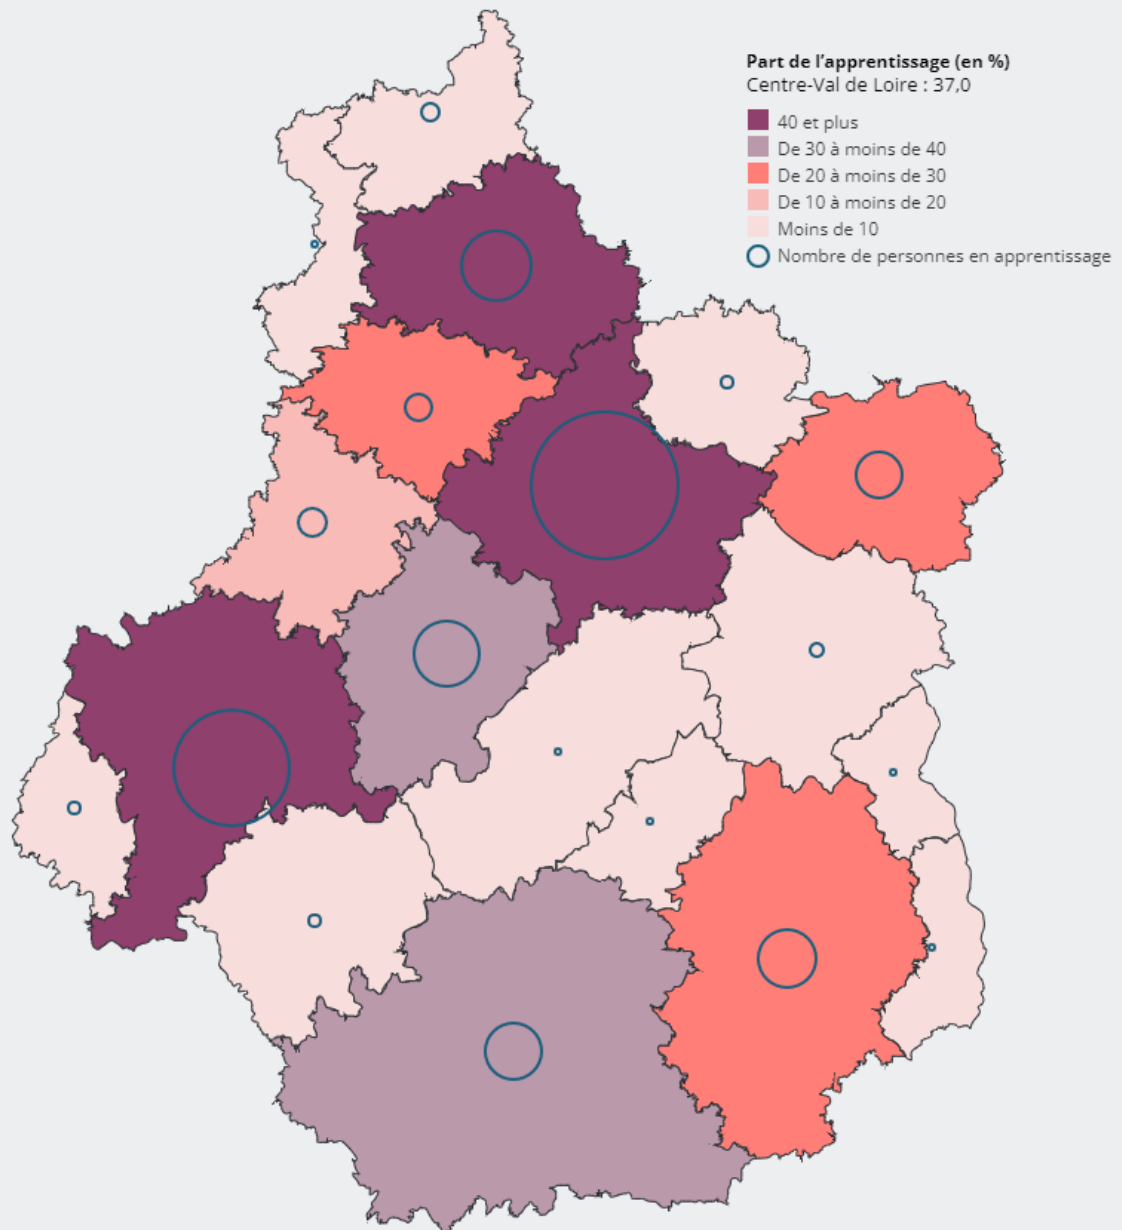 Part de l’apprentissage (en %)
Centre-Val de Loire : 37,0
40 et plus
De 30 à moins de 40
De 20 à moins de 30
De 10 à moins de 20
Moins de 10
Nombre de personnes en apprentissage